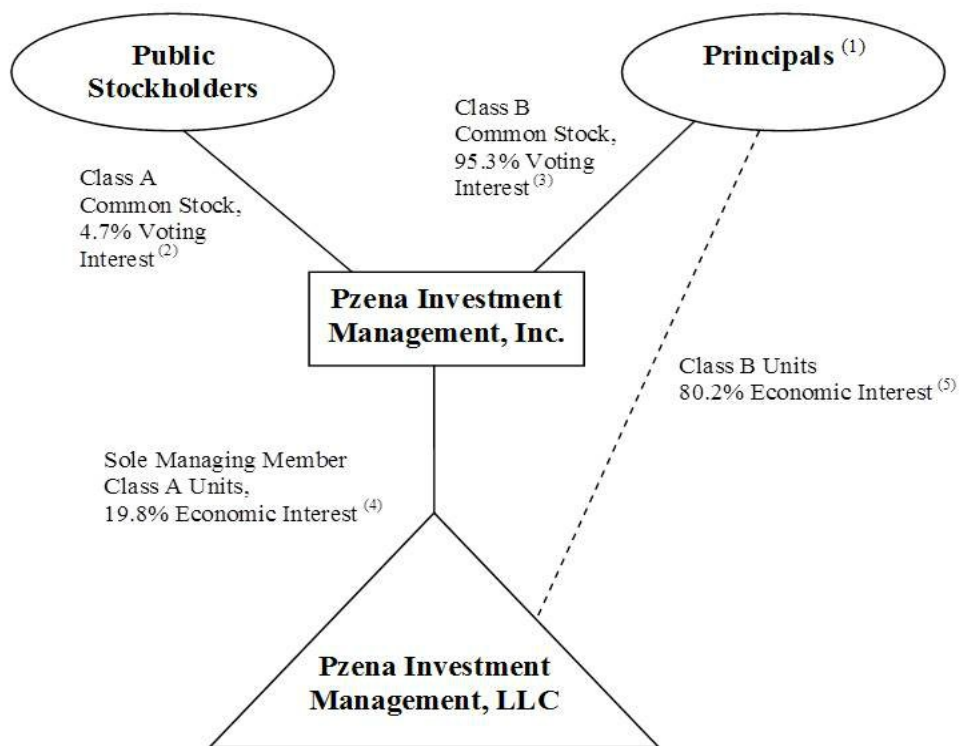 Public
Stockholders
Principals (1)
Class A
Common Stock,
4.7% Voting
Interest (2)
Class B
Common Stock,
95.3% Voting
Interest (3)
Pzena Investment
Management, Inc.
Class B Units
80.2% Economic Interest (5)
Sole Managing Member
Class A Units,
19.8% Economic Interest (4)
Pzena Investment
Management, LLC